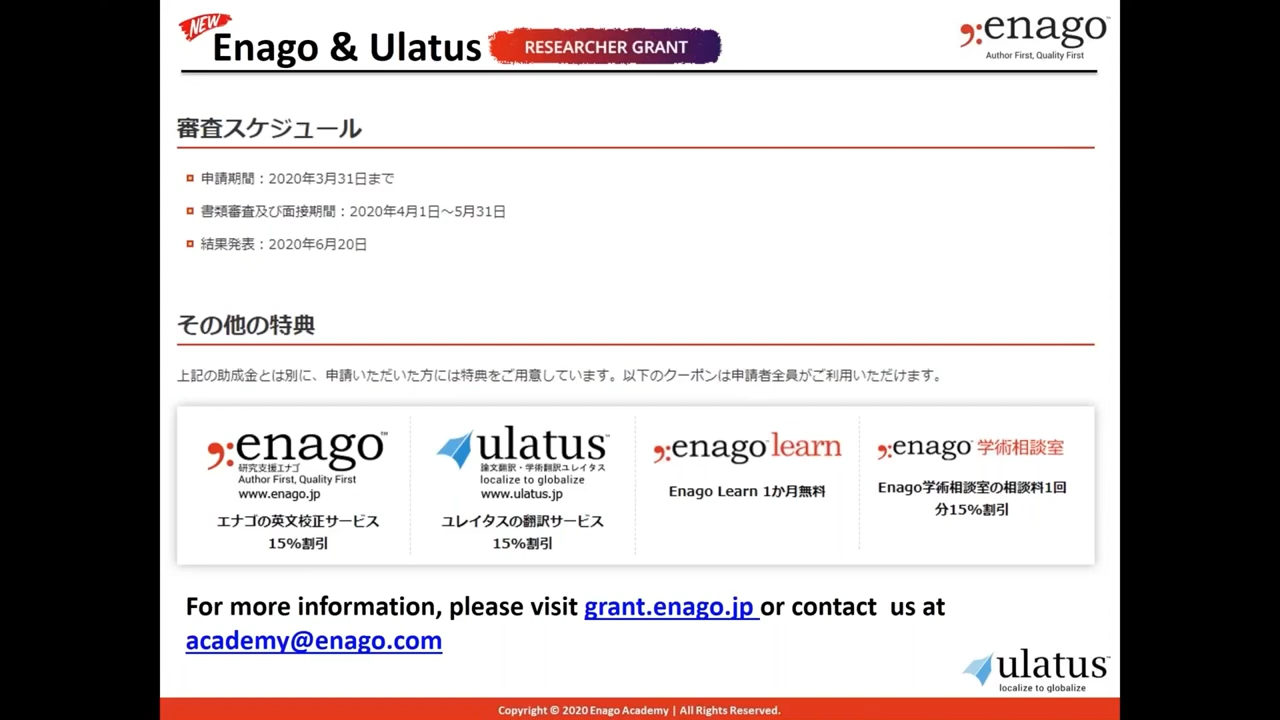 NEW
Enago & Ulatus RESEARCHER GRANT
enago™
Author First, Quality First
審査スケジュール
申請期間：2020年3月31日まで
書類審査及び面接期間：2020年4月1日～5月31日
結果発表：2020年6月20日
その他の特典
上記の助成金とは別に、申請いただいた方には特典をご用意しています。以下のクーポンは申請者全員がご利用いただけます。
enago™
研究支援エナゴ
Author First, Quality First
www.enago.jp
エナゴの英文校正サービス
15%割引
ulatus™
論文翻訳・学術翻訳ユレイタス
localize to globalize
www.ulatus.jp
ユレイタスの翻訳サービス
15%割引
enago™ learn
Enago Learn 1か月無料
enago™ 学術相談室
Enago学術相談室の相談料1回
分15%割引
For more information, please visit grant.enago.jp or contact us at
academy@enago.com
ulatus™
localize to globalize
Copyright © 2020 Enago Academy | All Rights Reserved.